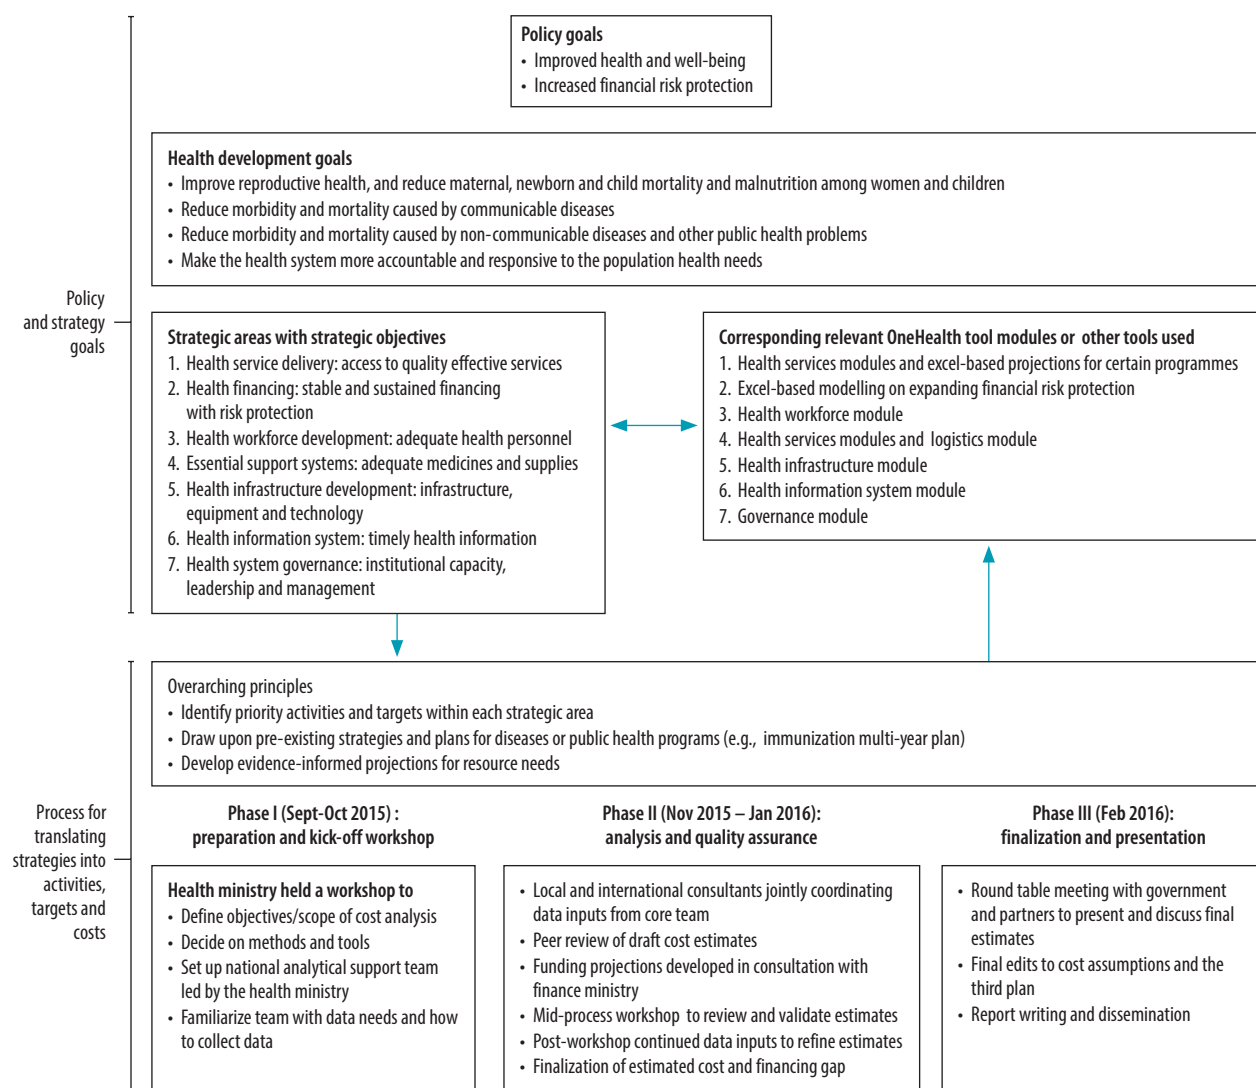 Policy goals
• Improved health and well-being
• Increased financial risk protection
Health development goals
• Improve reproductive health, and reduce maternal, newborn and child mortality and malnutrition among women and children
• Reduce morbidity and mortality caused by communicable diseases
• Reduce morbidity and mortality caused by non-communicable diseases and other public health problems
• Make the health system more accountable and responsive to the population health needs
Policy
and strategy
goals
Strategic areas with strategic objectives
1. Health service delivery: access to quality effective services
2. Health financing: stable and sustained financing
with risk protection
3. Health workforce development: adequate health personnel
4. Essential support systems: adequate medicines and supplies
5. Health infrastructure development: infrastructure,
equipment and technology
6. Health information system: timely health information
7. Health system governance: institutional capacity,
leadership and management
Corresponding relevant OneHealth tool modules or other tools used
1. Health services modules and excel-based projections for certain programmes
2. Excel-based modelling on expanding financial risk protection
3. Health workforce module
4. Health services modules and logistics module
5. Health infrastructure module
6. Health information system module
7. Governance module
Overarching principles
• Identify priority activities and targets within each strategic area
• Draw upon pre-existing strategies and plans for diseases or public health programs (e.g., immunization multi-year plan)
• Develop evidence-informed projections for resource needs
Process for
translating
strategies into
activities,
targets and
costs
Phase I (Sept-Oct 2015) :
preparation and kick-off workshop
Health ministry held a workshop to
• Define objectives/scope of cost analysis
• Decide on methods and tools
• Set up national analytical support team
led by the health ministry
• Familiarize team with data needs and how
to collect data
Phase II (Nov 2015 – Jan 2016):
analysis and quality assurance
• Local and international consultants jointly coordinating
data inputs from core team
• Peer review of draft cost estimates
• Funding projections developed in consultation with
finance ministry
• Mid-process workshop to review and validate estimates
• Post-workshop continued data inputs to refine estimates
• Finalization of estimated cost and financing gap
Phase III (Feb 2016):
finalization and presentation
• Round table meeting with government
and partners to present and discuss final
estimates
• Final edits to cost assumptions and the
third plan
• Report writing and dissemination